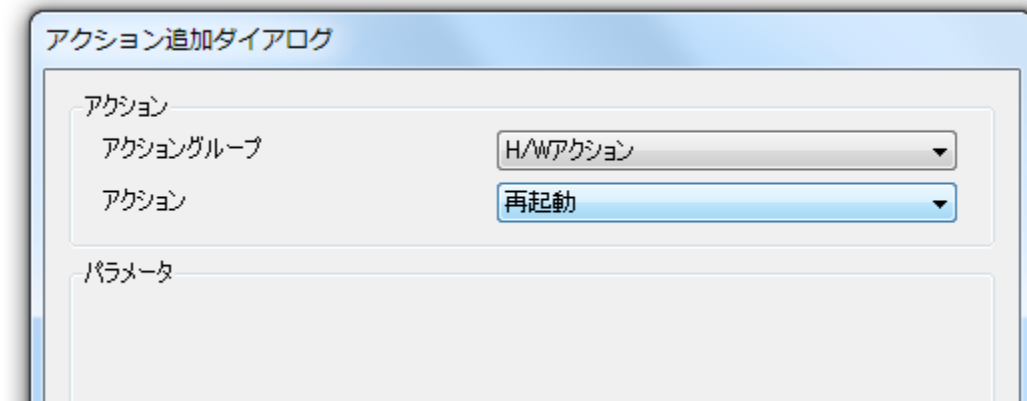 アクション追加ダイアログ
アクション
アクショングループ
H/Wアクション
アクション
再起動
パラメータ